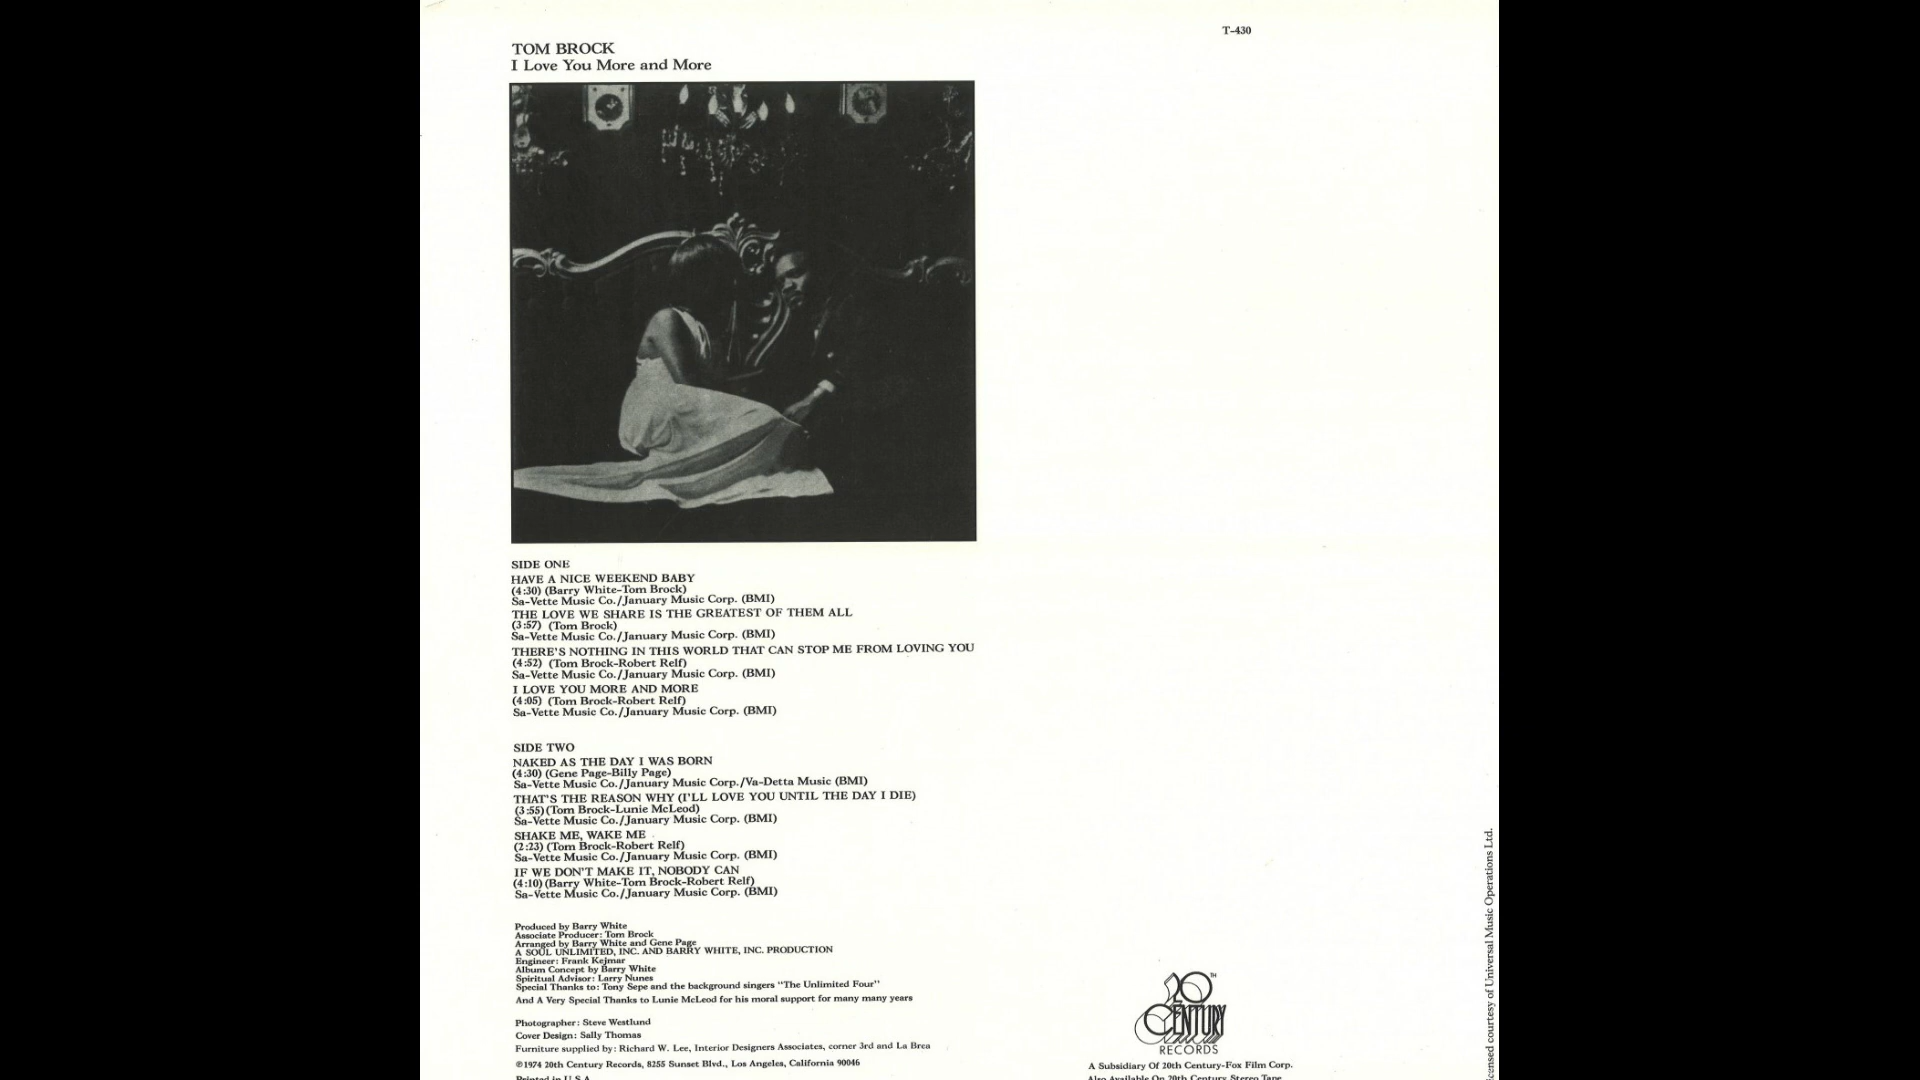 T-430
TOM BROCK
I Love You More and More
SIDE ONE
HAVE A NICE WEEKEND BABY
(4:30) (Barry White-Tom Brock)
Sa-Vette Music Co./January Music Corp. (BMI)
THE LOVE WE SHARE IS THE GREATEST OF THEM ALL
(3:57) (Tom Brock)
Sa-Vette Music Co./January Music Corp. (BMI)
THERE'S NOTHING IN THIS WORLD THAT CAN STOP ME FROM LOVING YOU
(4:52) (Tom Brock-Robert Relf)
Sa-Vette Music Co./January Music Corp. (BMI)
I LOVE YOU MORE AND MORE
(4:05) (Tom Brock-Robert Relf)
Sa-Vette Music Co./January Music Corp. (BMI)
SIDE TWO
NAKED AS THE DAY I WAS BORN
(4:30) (Gene Page-Billy Page)
Sa-Vette Music Co./January Music Corp./Va-Detta Music (BMI)
THAT'S THE REASON WHY (I'LL LOVE YOU UNTIL THE DAY I DIE)
(3:55) (Tom Brock-Lunie McLeod)
Sa-Vette Music Co./January Music Corp. (BMI)
SHAKE ME, WAKE ME
(2:23) (Tom Brock-Robert Relf)
Sa-Vette Music Co./January Music Corp. (BMI)
IF WE DON'T MAKE IT, NOBODY CAN
(4:10) (Barry White-Tom Brock-Robert Relf)
Sa-Vette Music Co./January Music Corp. (BMI)
Produced by Barry White
Associate Producer: Tom Brock
Arranged by Barry White and Gene Page
A SOUL UNLIMITED, INC. AND BARRY WHITE, INC. PRODUCTION
Engineer: Frank Kejmar
Album Concept by Barry White
Spiritual Advisor: Larry Nunes
Special Thanks to: Tony Sepe and the background singers "The Unlimited Four"
And A Very Special Thanks to Lunie McLeod for his moral support for many many years
Photographer: Steve Westlund
Cover Design: Sally Thomas
Furniture supplied by: Richard W. Lee, Interior Designers Associates, corner 3rd and La Brea
℗1974 20th Century Records, 8255 Sunset Blvd., Los Angeles, California 90046
Printed in U.S.A.
20TH
CENTURY
RECORDS
A Subsidiary Of 20th Century-Fox Film Corp.
Also Available On 20th Century Stereo Tape
courtesy of Universal Music Operations Ltd.